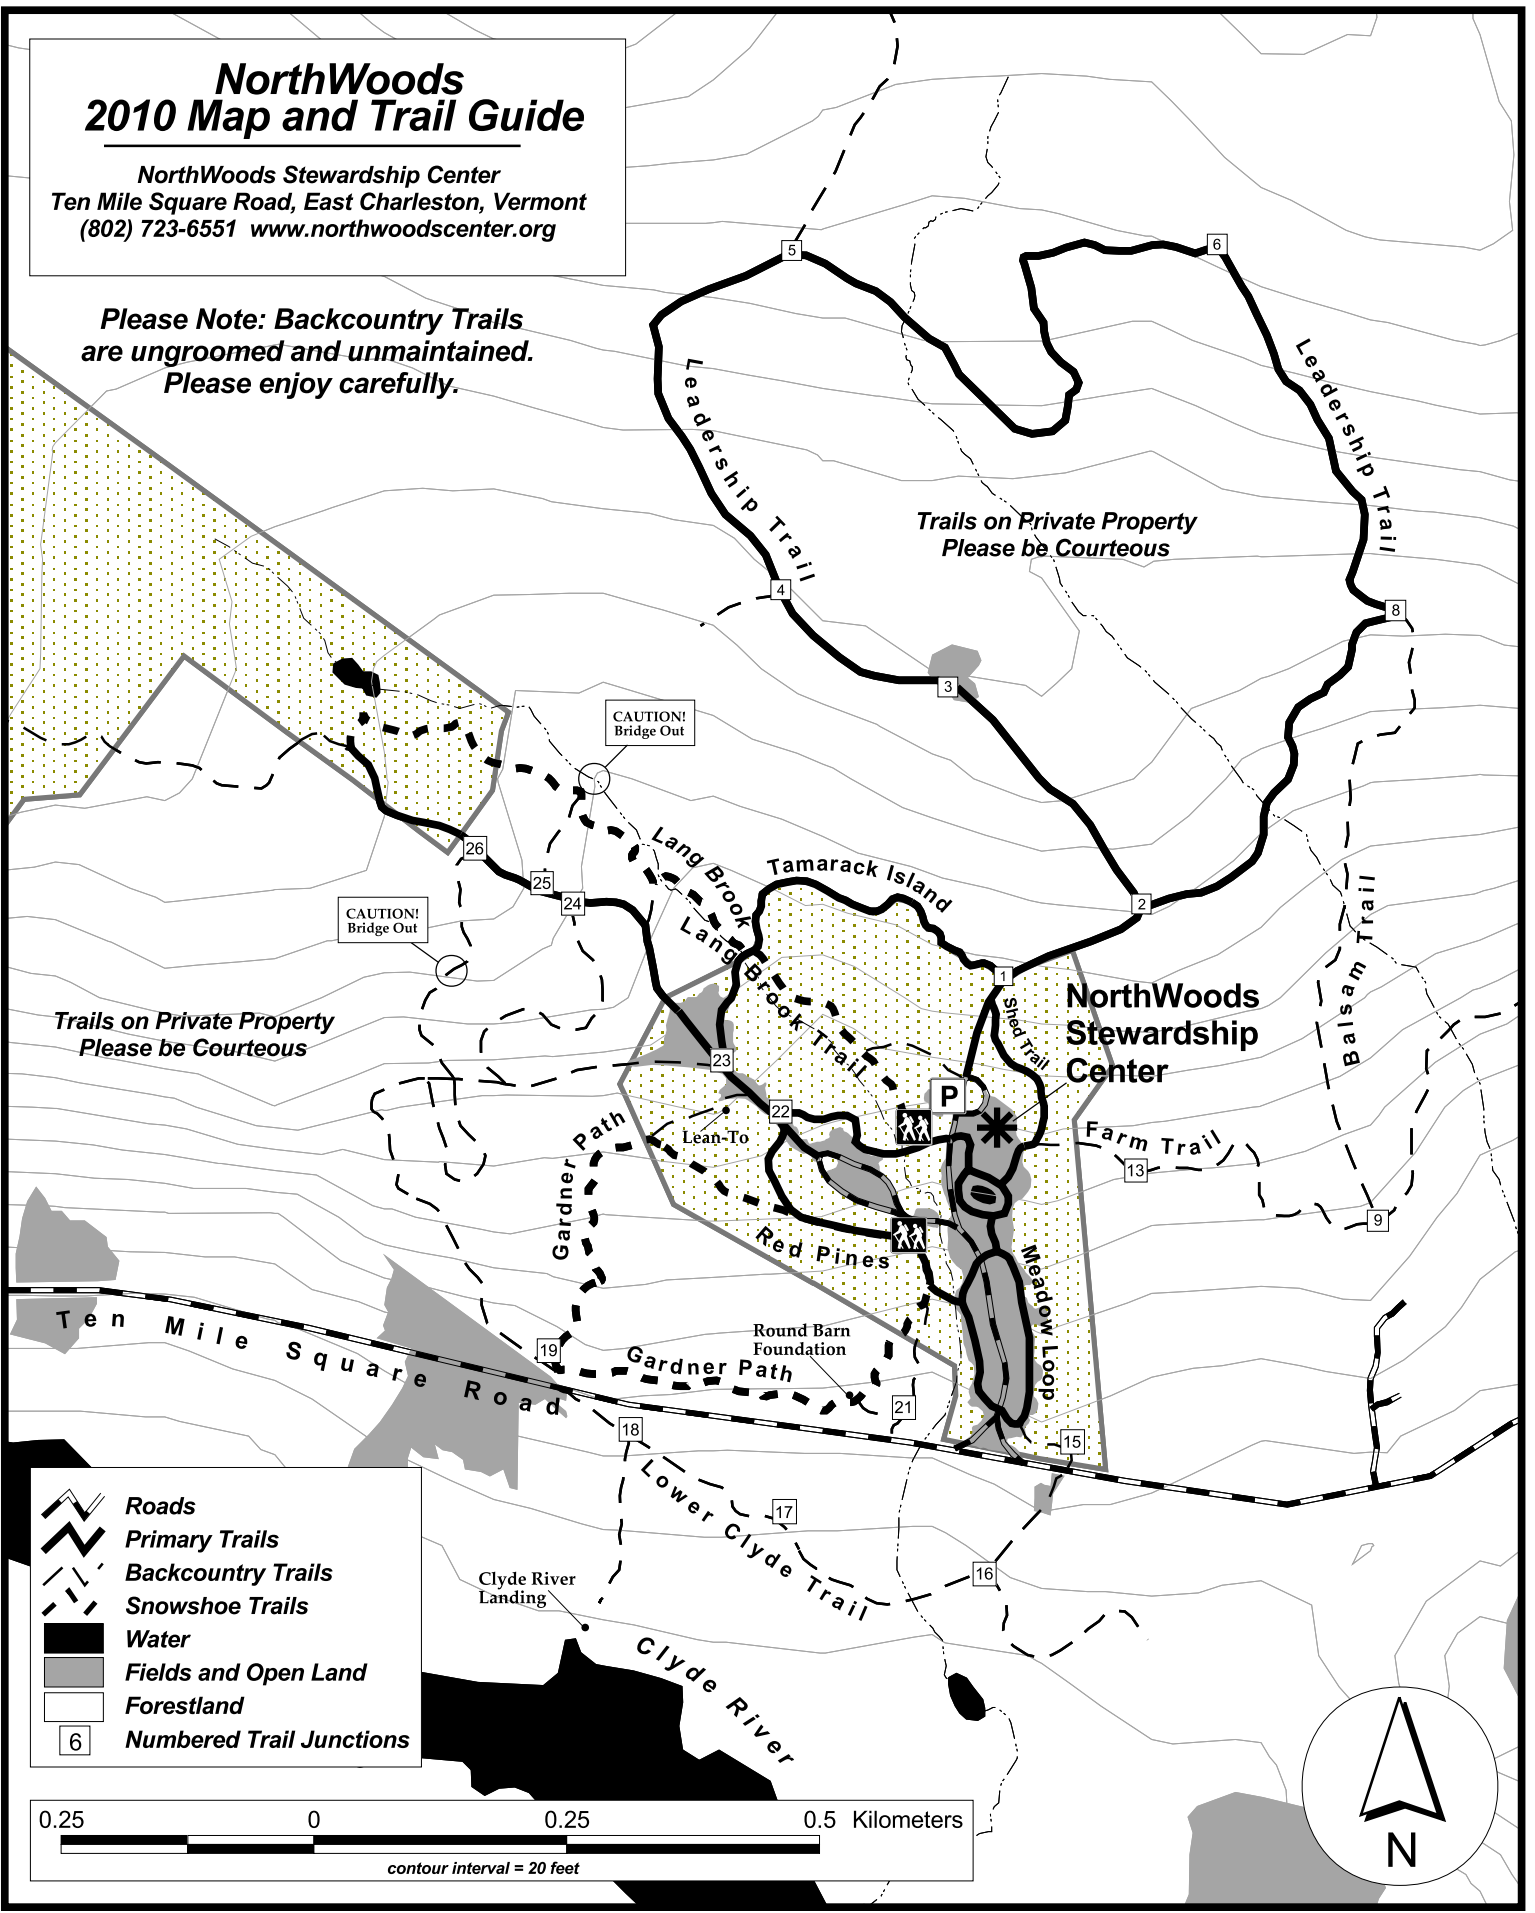 NorthWoods
2010 Map and Trail Guide
NorthWoods Stewardship Center
Ten Mile Square Road, East Charleston, Vermont
(802) 723-6551  www.northwoodscenter.org
Please Note: Backcountry Trails
are ungroomed and unmaintained.
Please enjoy carefully.
5
6
Leadership Trail
Leadership Trail
Trails on Private Property
Please be Courteous
4
8
3
CAUTION!
Bridge Out
Lang Brook
Tamarack Island
26
25
24
2
CAUTION!
Bridge Out
Lang Brook Trail
Balsam Trail
1
Shed Trail
NorthWoods
Stewardship
Center
Trails on Private Property
Please be Courteous
23
P
22
Lean-To
Gardner Path
Farm Trail
13
9
Red Pines
Meadow Loop
Ten Mile Square Road
19
Gardner Path
Round Barn
Foundation
21
18
15
Lower Clyde Trail
17
16
Clyde River
Landing
Clyde River
Roads
Primary Trails
Backcountry Trails
Snowshoe Trails
Water
Fields and Open Land
Forestland
6
Numbered Trail Junctions
0.25 0 0.25 0.5 Kilometers
contour interval = 20 feet
N